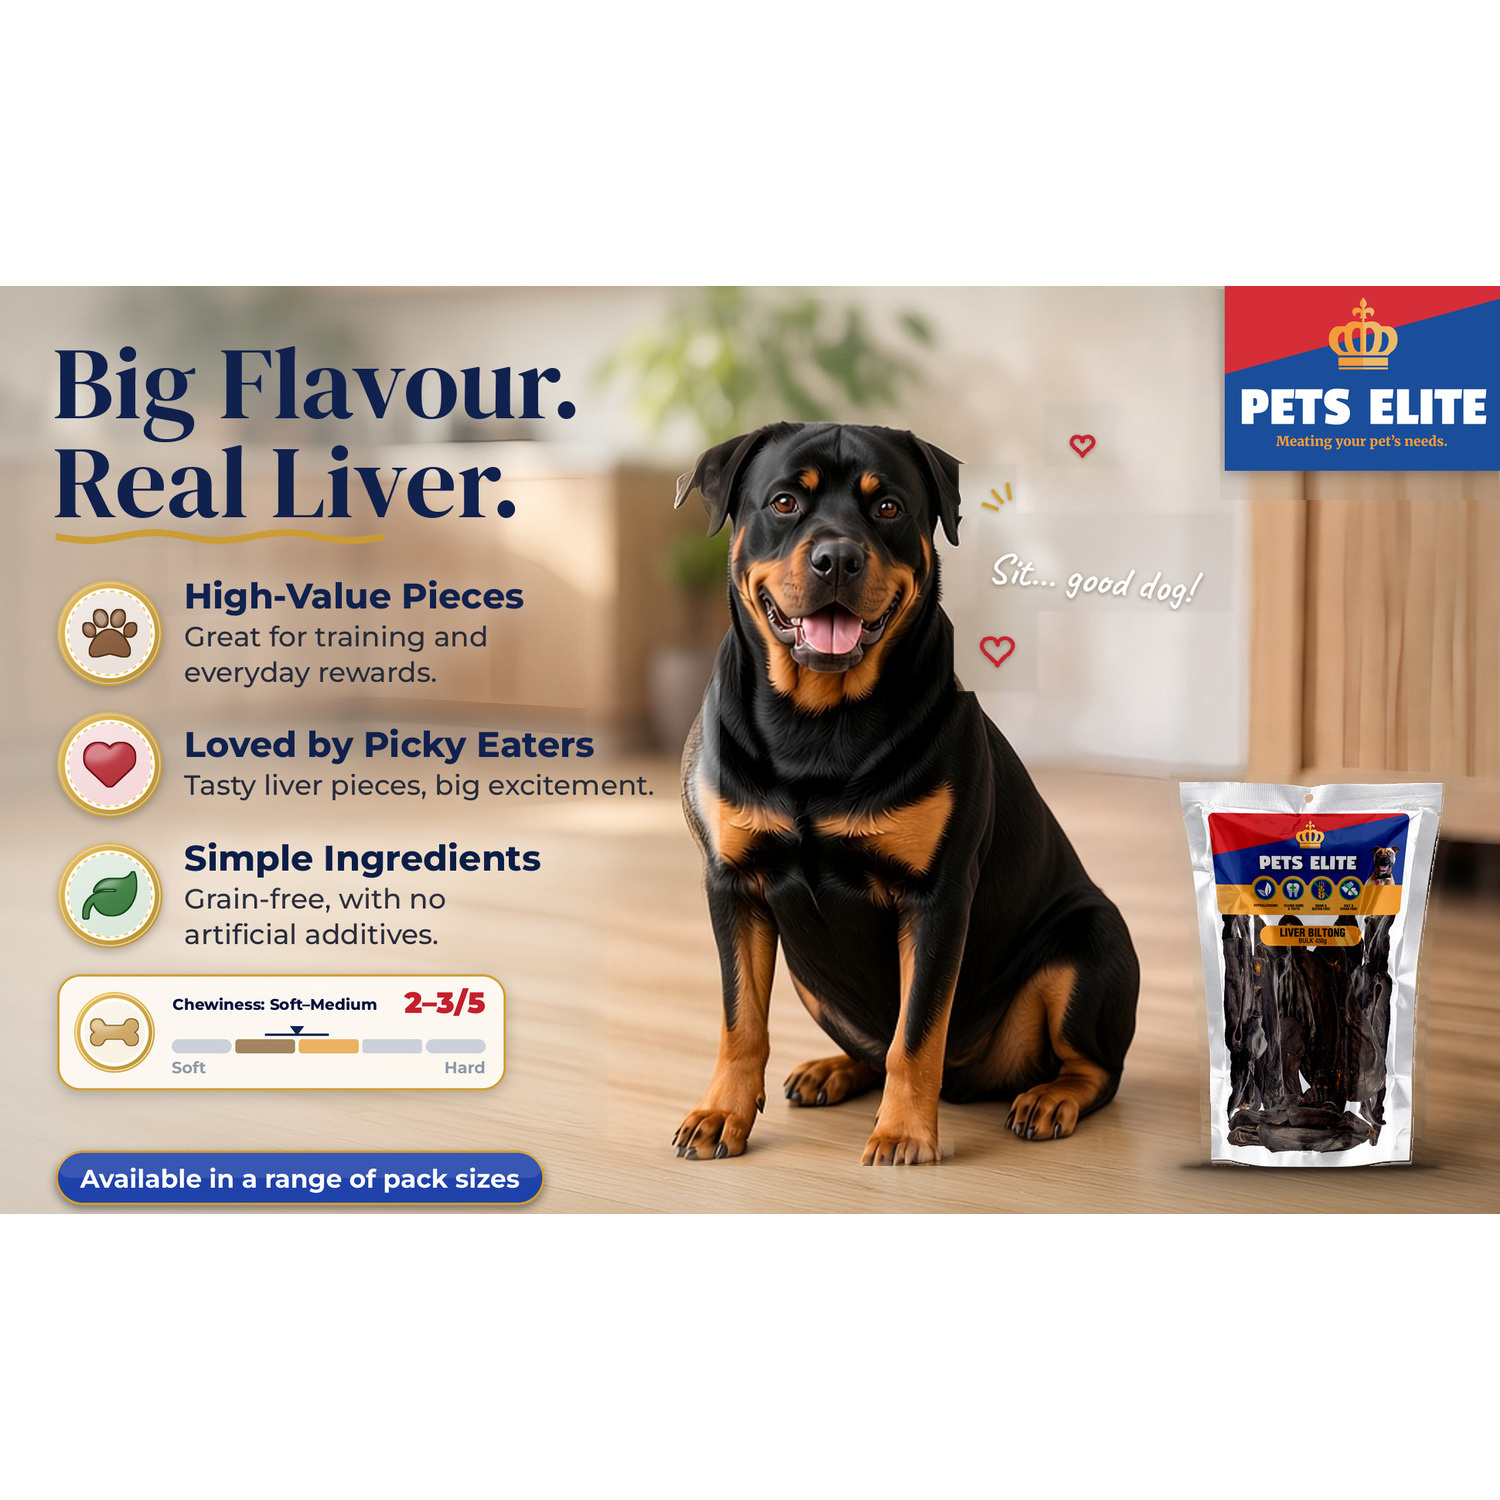 Big Flavour.
Real Liver.
High-Value Pieces
Great for training and
everyday rewards.
Loved by Picky Eaters
Tasty liver pieces, big excitement.
Simple Ingredients
Grain-free, with no
artificial additives.
Chewiness: Soft–Medium 2–3/5
Soft Hard
Available in a range of pack sizes
Sit... good dog!
PETS ELITE
Meating your pet's needs.
PETS ELITE
LIVER BILTONG
BULK 450g